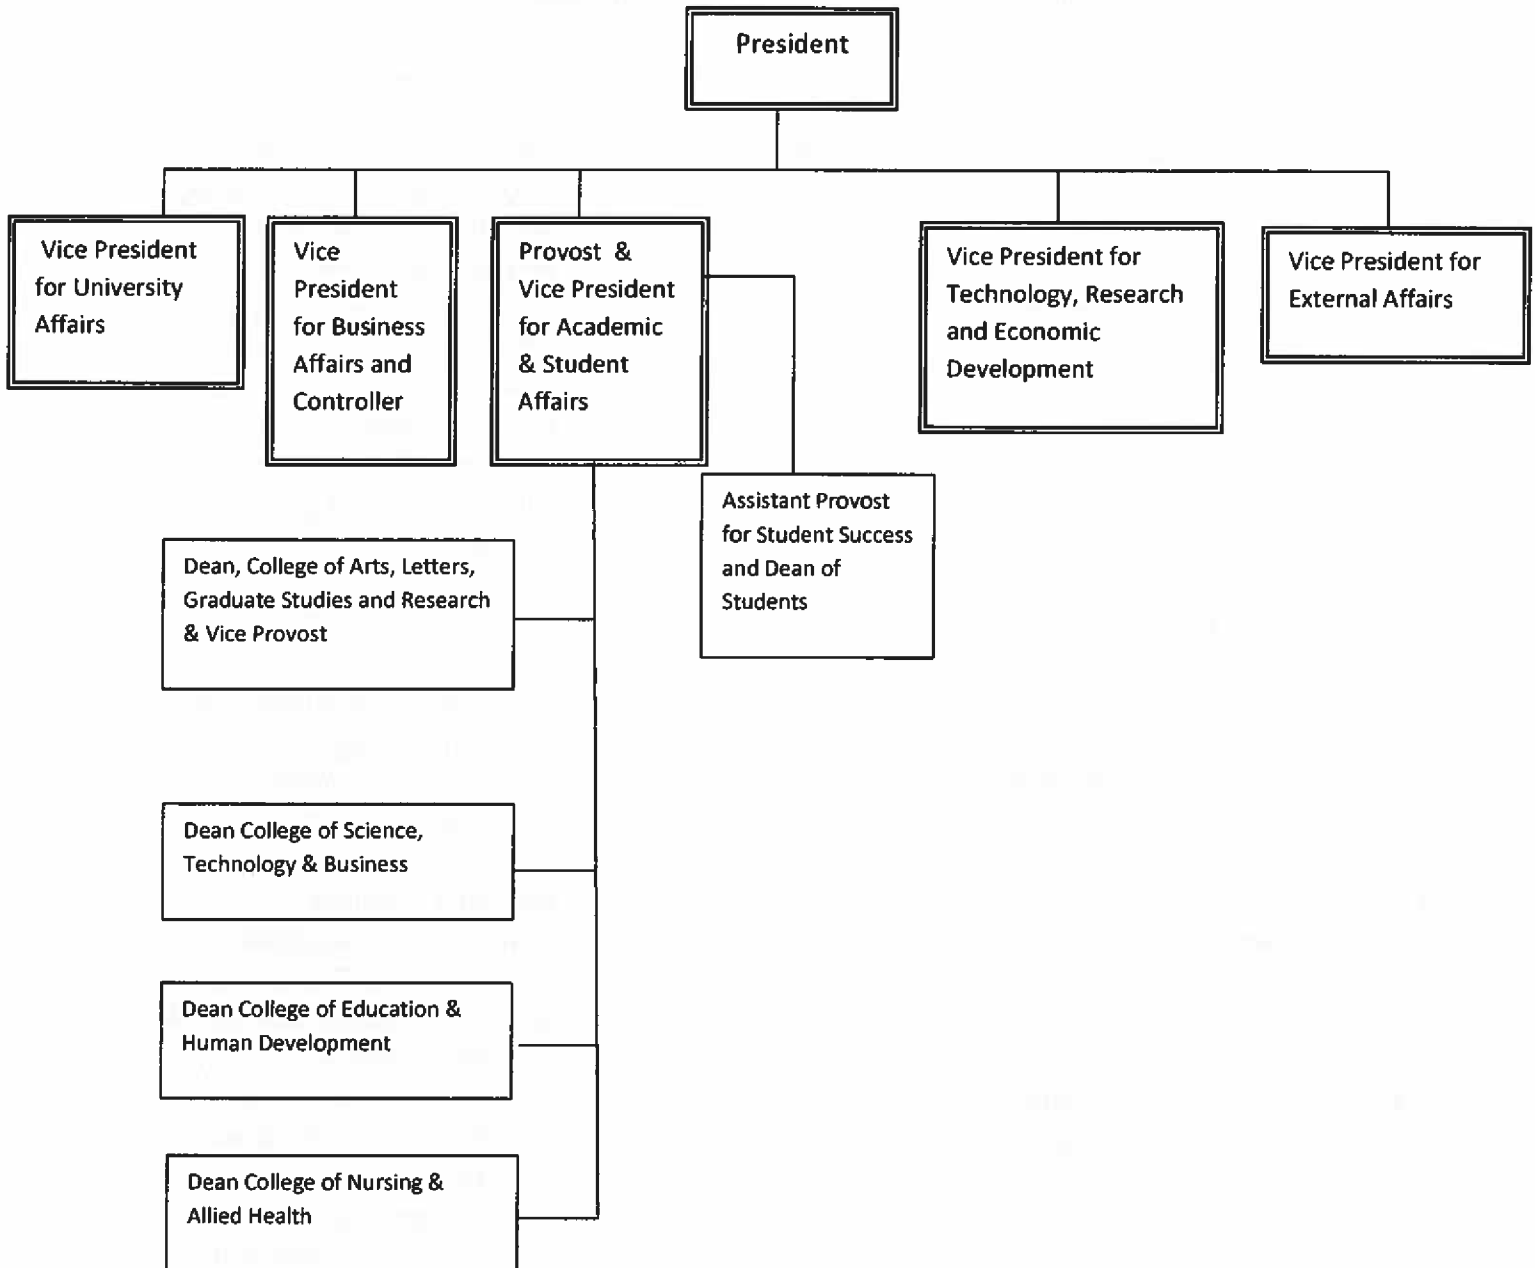 President
Vice President
for University
Affairs
Vice
President
for Business
Affairs and
Controller
Provost &
Vice President
for Academic
& Student
Affairs
Vice President for
Technology, Research
and Economic
Development
Vice President for
External Affairs
Assistant Provost
for Student Success
and Dean of
Students
Dean, College of Arts, Letters,
Graduate Studies and Research
& Vice Provost
Dean College of Science,
Technology & Business
Dean College of Education &
Human Development
Dean College of Nursing &
Allied Health